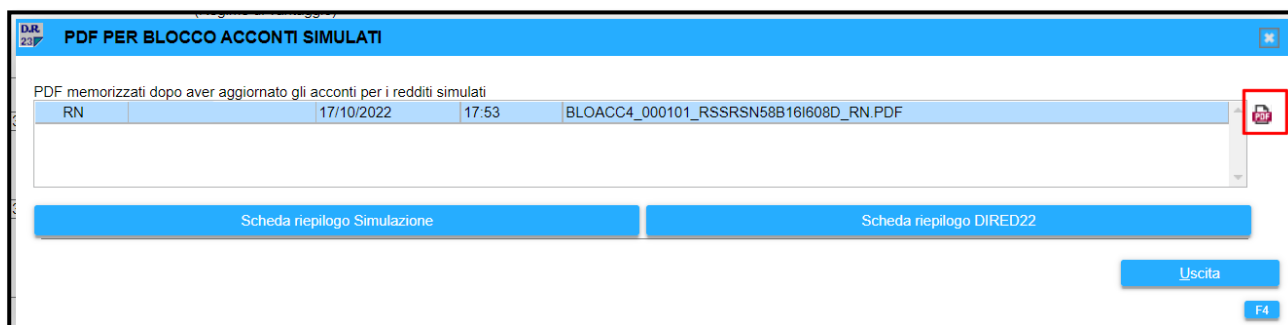 D.R.
23
PDF PER BLOCCO ACCONTI SIMULATI
PDF memorizzati dopo aver aggiornato gli acconti per i redditi simulati
RN 17/10/2022 17:53 BLOACC4_000101_RSSRSN58B16I608D_RN.PDF
PDF
Scheda riepilogo Simulazione Scheda riepilogo DIRED22
Uscita
F4